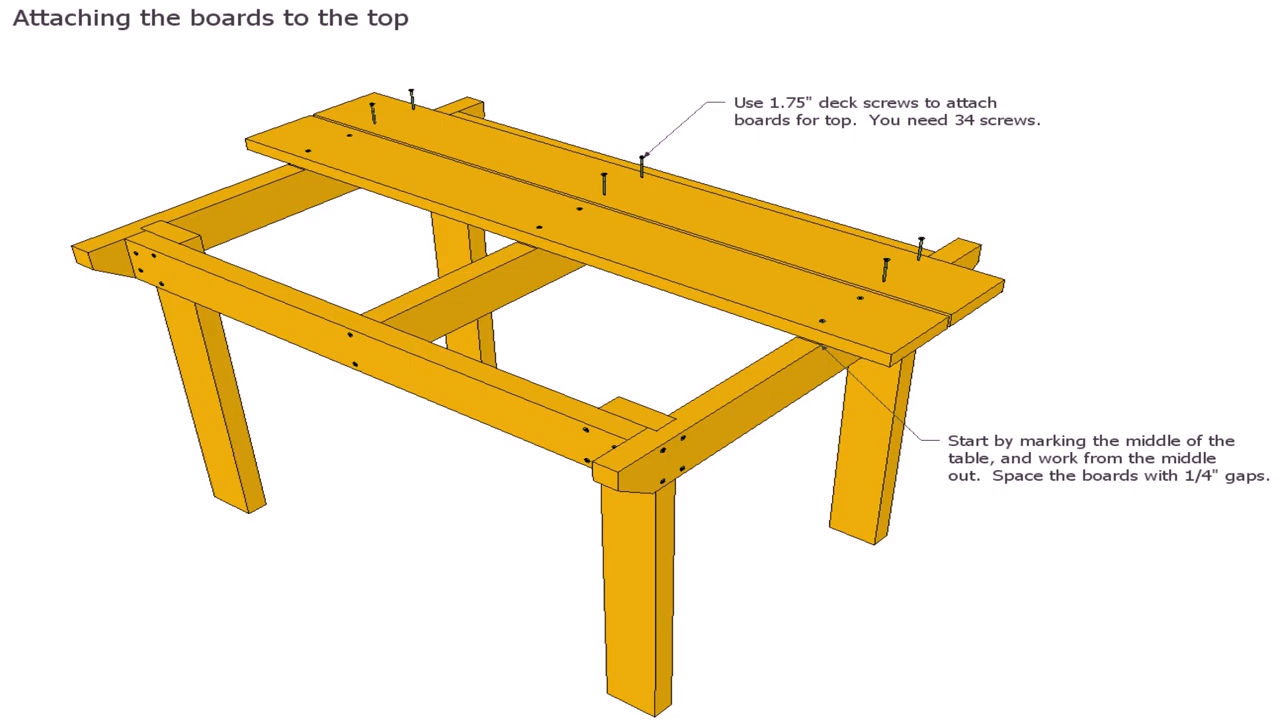 Attaching the boards to the top
Use 1.75" deck screws to attach
boards for top.  You need 34 screws.
Start by marking the middle of the
table, and work from the middle
out.  Space the boards with 1/4" gaps.